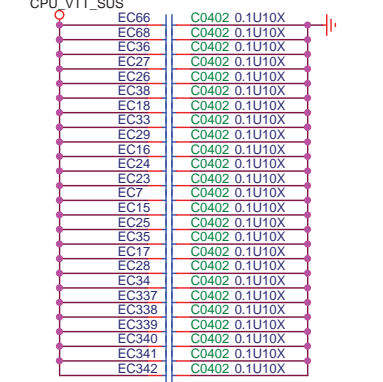 CPU_VTT_SUS
EC66 C0402 0.1U10X
EC68 C0402 0.1U10X
EC36 C0402 0.1U10X
EC27 C0402 0.1U10X
EC26 C0402 0.1U10X
EC38 C0402 0.1U10X
EC18 C0402 0.1U10X
EC33 C0402 0.1U10X
EC29 C0402 0.1U10X
EC16 C0402 0.1U10X
EC24 C0402 0.1U10X
EC23 C0402 0.1U10X
EC7 C0402 0.1U10X
EC15 C0402 0.1U10X
EC25 C0402 0.1U10X
EC35 C0402 0.1U10X
EC17 C0402 0.1U10X
EC28 C0402 0.1U10X
EC34 C0402 0.1U10X
EC337 C0402 0.1U10X
EC338 C0402 0.1U10X
EC339 C0402 0.1U10X
EC340 C0402 0.1U10X
EC341 C0402 0.1U10X
EC342 C0402 0.1U10X